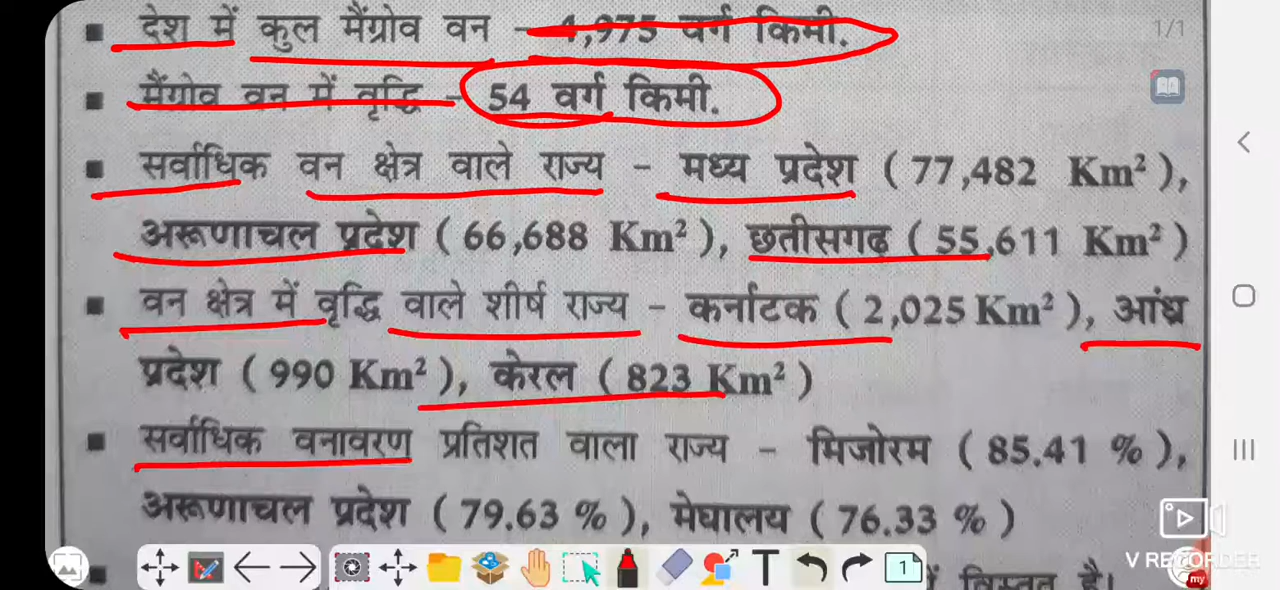 ▪ देश में कुल मैंग्रोव वन – 4,975 वर्ग किमी.
1/1
▪ मैंग्रोव वन में वृद्धि – 54 वर्ग किमी.
▪ सर्वाधिक वन क्षेत्र वाले राज्य – मध्य प्रदेश (77,482 Km²),
अरूणाचल प्रदेश (66,688 Km²), छतीसगढ़ (55,611 Km²)
▪ वन क्षेत्र में वृद्धि वाले शीर्ष राज्य – कर्नाटक (2,025 Km²), आंध्र
प्रदेश (990 Km²), केरल (823 Km²)
▪ सर्वाधिक वनावरण प्रतिशत वाला राज्य – मिजोरम (85.41 %),
अरूणाचल प्रदेश (79.63 %), मेघालय (76.33 %)
V RECORDER
T
1
my
में विस्तृत है।